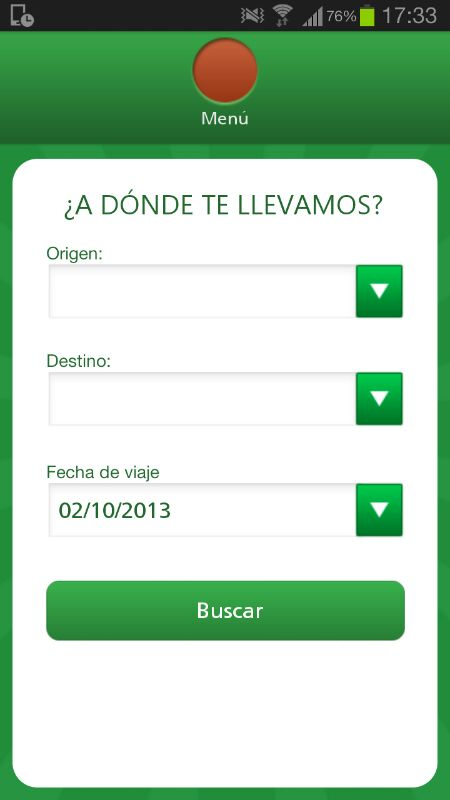 76% 17:33
Menú
¿A DÓNDE TE LLEVAMOS?
Origen:
Destino:
Fecha de viaje
02/10/2013
Buscar